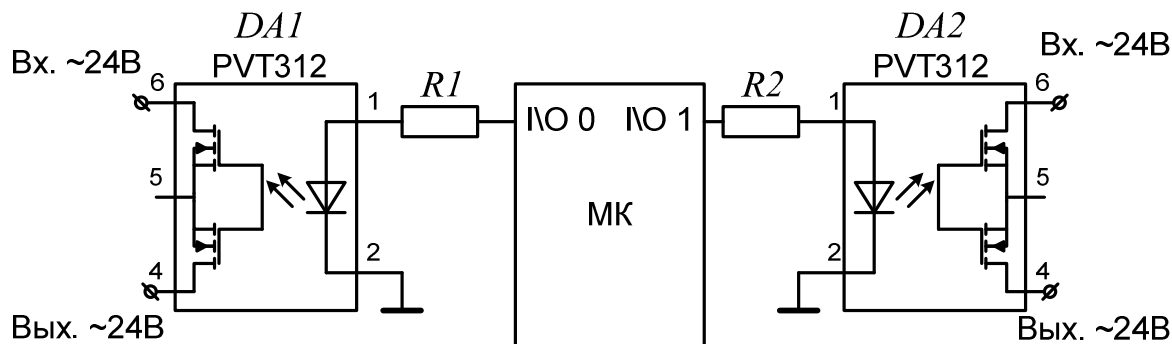 DA1
PVT312
Вх. ~24В
6
5
4
Вых. ~24В
1
2
R1
I\O 0 I\O 1
МК
R2
DA2
PVT312
1
2
Вх. ~24В
6
5
4
Вых. ~24В